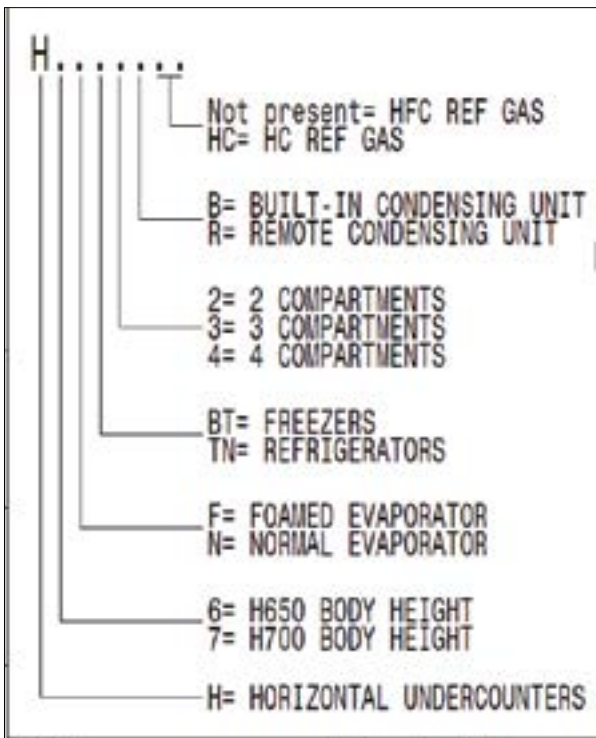 H.......
Not present= HFC REF GAS
HC= HC REF GAS
B= BUILT-IN CONDENSING UNIT
R= REMOTE CONDENSING UNIT
2= 2 COMPARTMENTS
3= 3 COMPARTMENTS
4= 4 COMPARTMENTS
BT= FREEZERS
TN= REFRIGERATORS
F= FOAMED EVAPORATOR
N= NORMAL EVAPORATOR
6= H650 BODY HEIGHT
7= H700 BODY HEIGHT
H= HORIZONTAL UNDERCOUNTERS